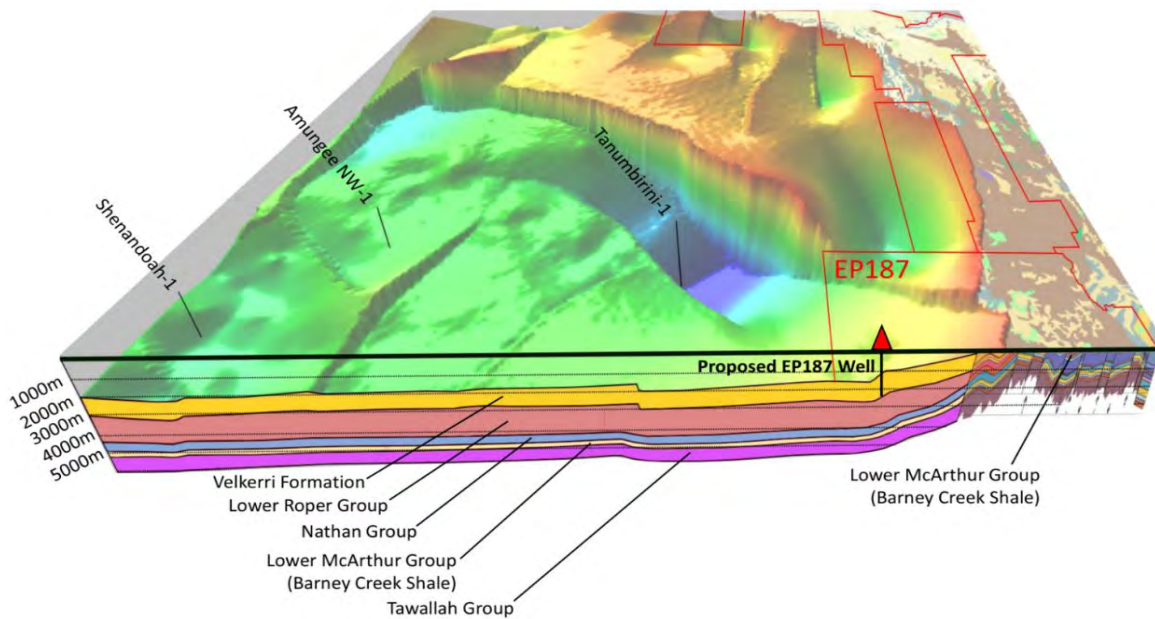 Amungee NW-1
Tanumbirini-1
Shenandoah-1
EP187
Proposed EP187 Well
1000m
2000m
3000m
4000m
5000m
Velkerri Formation
Lower Roper Group
Nathan Group
Lower McArthur Group
(Barney Creek Shale)
Tawallah Group
Lower McArthur Group
(Barney Creek Shale)